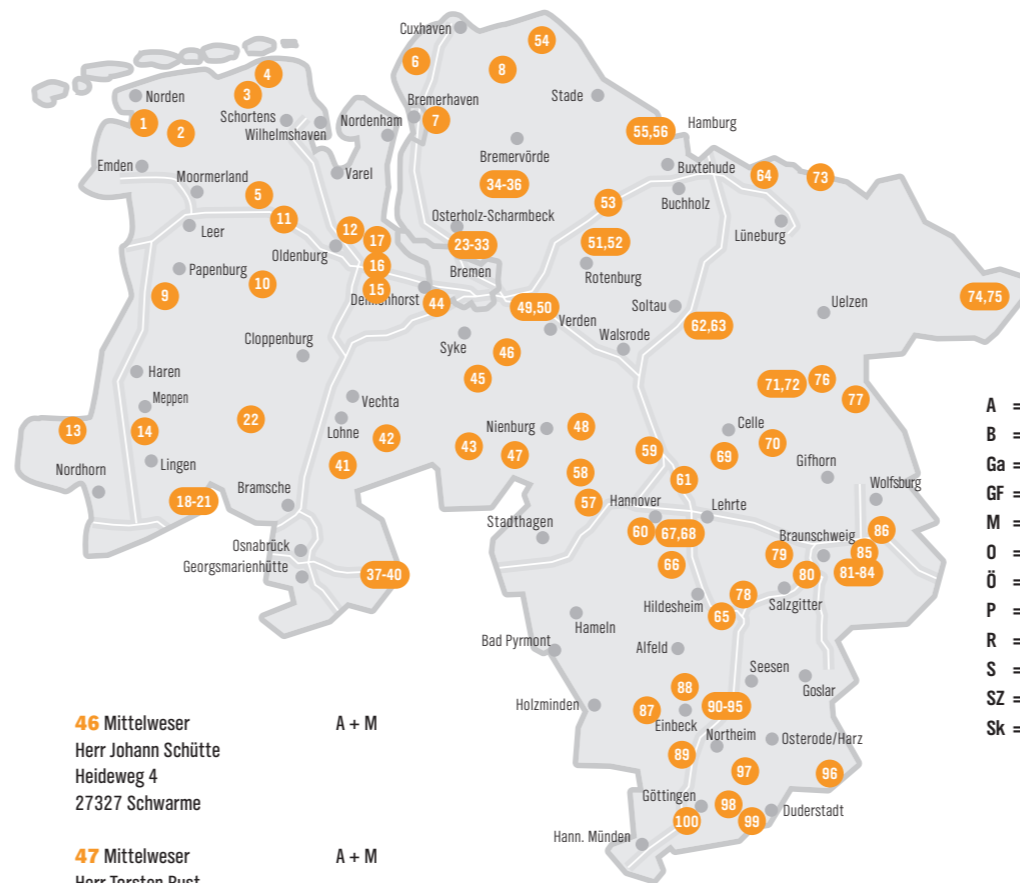 Cuxhaven
54
6
8
4
3
Norden
Bremerhaven
Stade
1
2
Schortens
Wilhelmshaven
Nordenham
7
55,56
Hamburg
Bremervörde
Emden
Moormerland
Varel
Buxtehude
64
73
34-36
Buchholz
5
53
11
Osterholz-Scharmbeck
Lüneburg
Leer
12
17
Oldenburg
23-33
51,52
Papenburg
16
Bremen
Rotenburg
9
10
15
Delmenhorst
44
49,50
Soltau
Uelzen
74,75
62,63
Verden
Walsrode
Cloppenburg
Syke
46
Haren
45
71,72
76
77
Meppen
Vechta
22
Lohne
13
14
42
Nienburg
48
Celle
43
47
59
69
70
Lingen
41
58
61
Gifhorn
Nordhorn
18-21
Bramsche
57
Wolfsburg
Stadthagen
Hannover
Lehrte
60
67,68
Braunschweig
86
Osnabrück
79
85
Georgsmarienhütte
37-40
66
80
81-84
Hildesheim
78
Salzgitter
65
Hameln
Bad Pyrmont
Alfeld
Seesen
Goslar
88
Holzminden
87
Einbeck
90-95
Northeim
Osterode/Harz
89
97
96
Göttingen
98
Duderstadt
100
99
Hann. Münden
A =
B =
Ga =
GF =
M =
O =
Ö =
P =
R =
S =
SZ =
Sk =
46 Mittelweser A + M
Herr Johann Schütte
Heideweg 4
27327 Schwarme
47 Mittelweser A + M